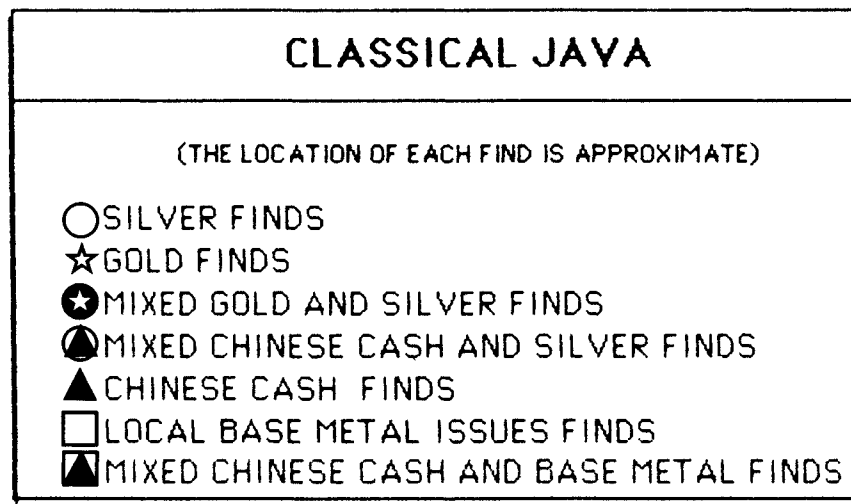 CLASSICAL JAVA
(THE LOCATION OF EACH FIND IS APPROXIMATE)
SILVER FINDS
GOLD FINDS
MIXED GOLD AND SILVER FINDS
MIXED CHINESE CASH AND SILVER FINDS
CHINESE CASH FINDS
LOCAL BASE METAL ISSUES FINDS
MIXED CHINESE CASH AND BASE METAL FINDS